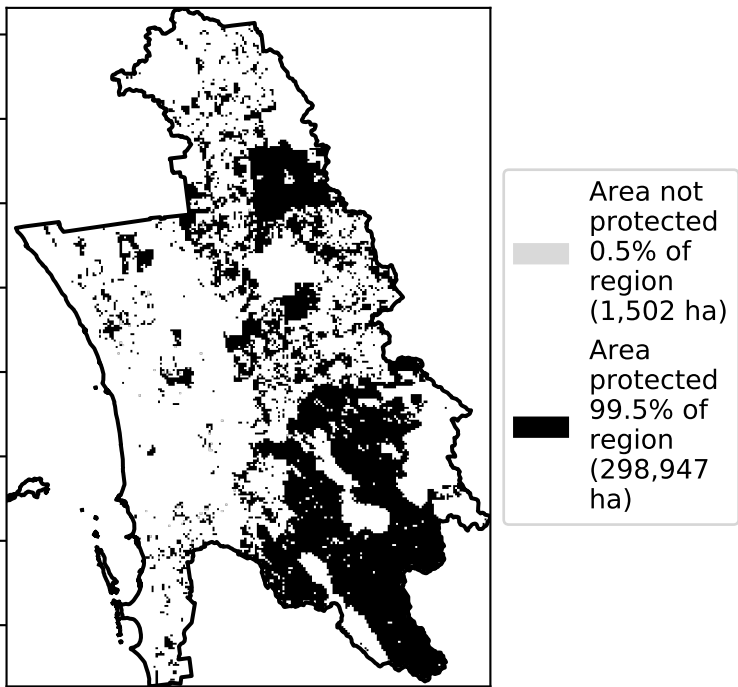 Area not
protected
0.5% of
region
(1,502 ha)
Area
protected
99.5% of
region
(298,947
ha)